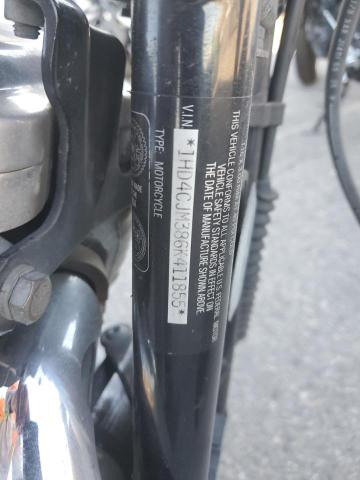 THIS VEHICLE CONFORMS TO ALL APPLICABLE U.S. FEDERAL MOTOR
VEHICLE SAFETY STANDARDS IN EFFECT ON
THE DATE OF MANUFACTURE SHOWN ABOVE
V.I.N.
*1HD4CJM386K411855*
TYPE: MOTORCYCLE